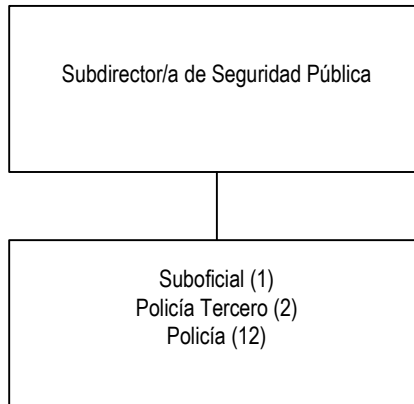 Subdirector/a de Seguridad Pública
Suboficial (1)
Policía Tercero (2)
Policía (12)